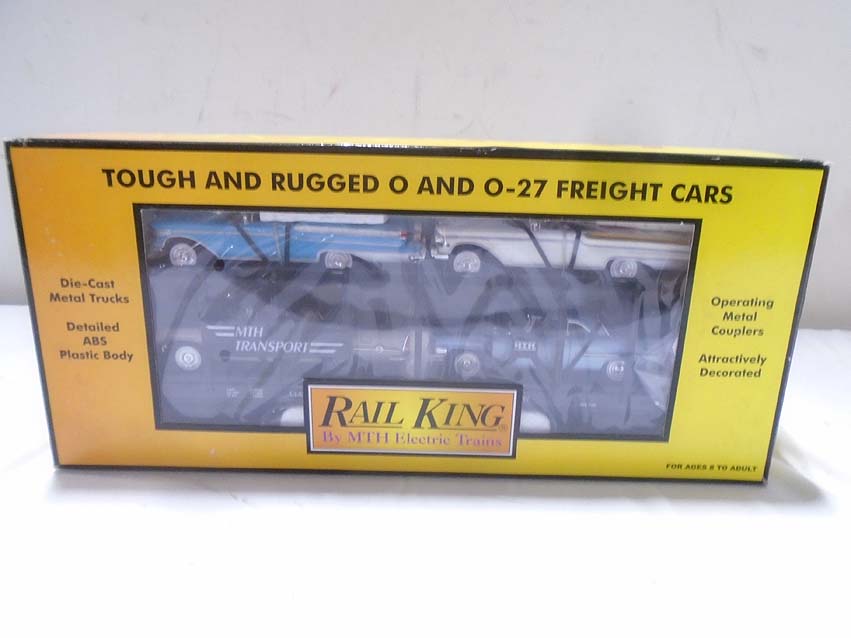 TOUGH AND RUGGED O AND O-27 FREIGHT CARS
Die-Cast
Metal Trucks
Detailed
ABS
Plastic Body
Operating
Metal
Couplers
Attractively
Decorated
MTH
TRANSPORT
MTH
RAIL KING®
By MTH Electric Trains
FOR AGES 8 TO ADULT